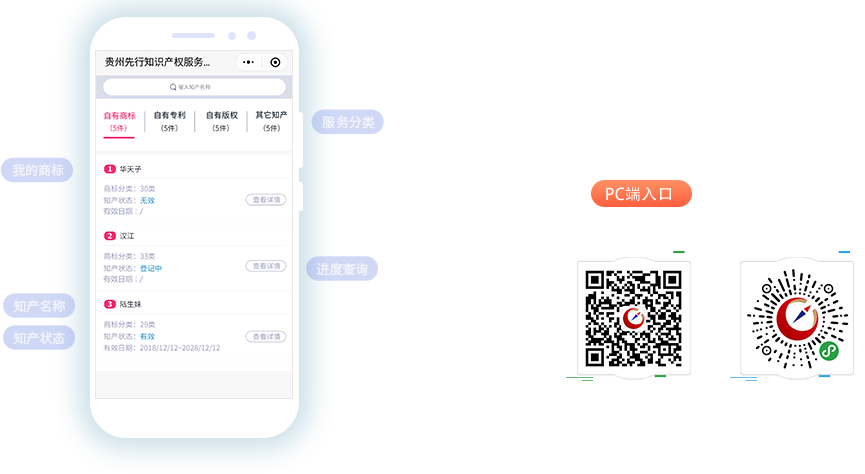 贵州先行知识产权服务...
输入知产名称
自有商标
(5件)
自有专利
(5件)
自有版权
(5件)
其它知产
(5件)
服务分类
我的商标
1 华天子
商标分类：30类
知产状态：无效
查看详情
有效日期：/
2 汉江
商标分类：33类
知产状态：登记中
查看详情
有效日期：/
进度查询
知产名称
知产状态
3 陆生妹
商标分类：29类
知产状态：有效
查看详情
有效日期：2018/12/12~2028/12/12
PC端入口